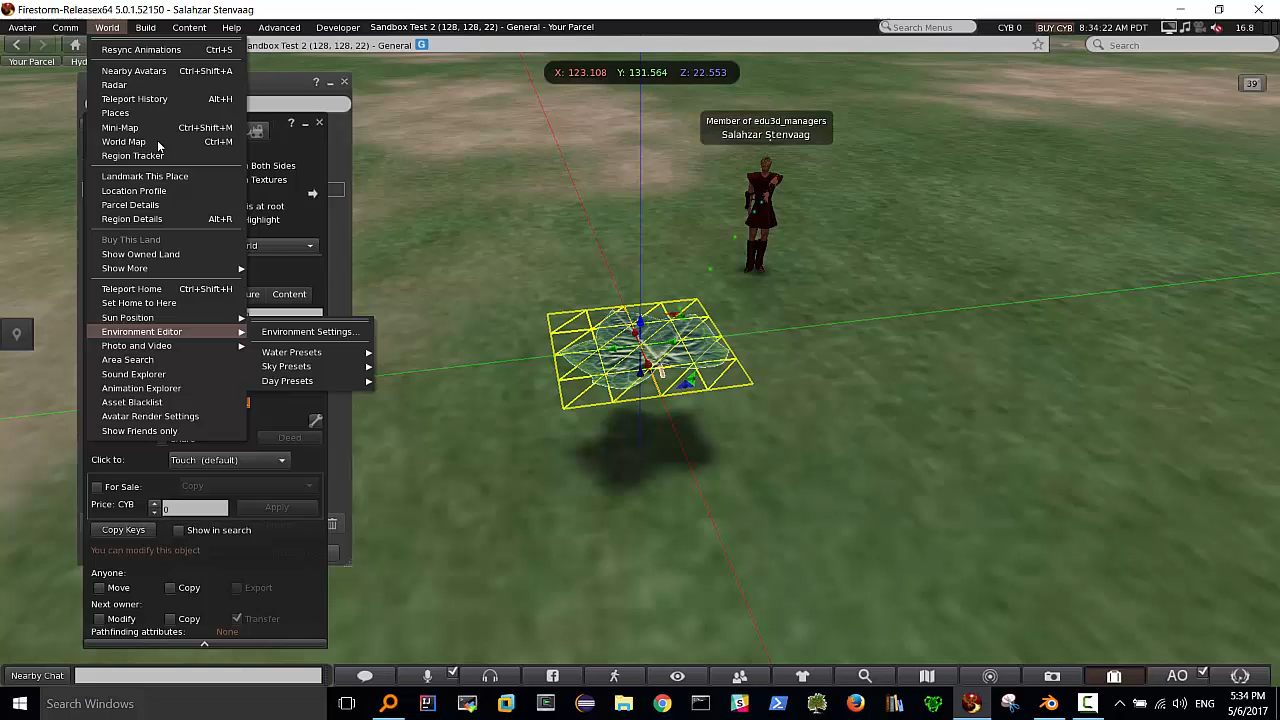 Firestorm-Releasex64 5.0.1.52150 - Salahzar Stenvaag
Avatar Comm World Build Content Help Advanced Developer Sandbox Test 2 (128, 128, 22) - General - Your Parcel Search Menus CYB 0 BUY CYB 8:34:22 AM PDT 16.8
andbox Test 2 (128, 128, 22) - General G Search
Your Parcel Hyd
Resync Animations Ctrl+S
Nearby Avatars Ctrl+Shift+A
Radar
Teleport History Alt+H
Places
Mini-Map Ctrl+Shift+M
World Map Ctrl+M
Region Tracker
Landmark This Place
Location Profile
Parcel Details
Region Details Alt+R
Buy This Land
Show Owned Land
Show More
Teleport Home Ctrl+Shift+H
Set Home to Here
Sun Position
Environment Editor
Photo and Video
Area Search
Sound Explorer
Animation Explorer
Asset Blacklist
Avatar Render Settings
Show Friends only
Environment Settings...
Water Presets
Sky Presets
Day Presets
Both Sides
Textures
is at root
Highlight
rld
ure Content
X: 123.108 Y: 131.564 Z: 22.553
39
Member of edu3d_managers
Salahzar Stenvaag
Deed
Click to: Touch (default)
For Sale: Copy
Price: CYB 0 Apply
Copy Keys Show in search
You can modify this object
Anyone:
Move Copy Export
Next owner:
Modify Copy Transfer
Pathfinding attributes: None
Nearby Chat AO
Search Windows ENG 5:34 PM
5/6/2017